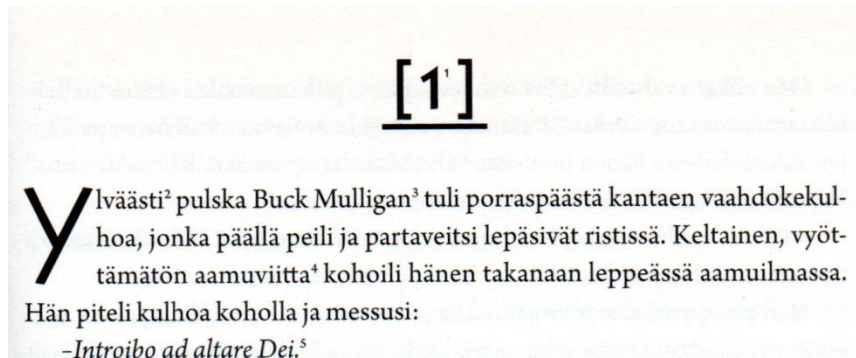 [1¹]
Ylväästi² pulska Buck Mulligan³ tuli porraspäästä kantaen vaahdokekul-
hoa, jonka päällä peili ja partaveitsi lepäsivät ristissä. Keltainen, vyöt-
tämätön aamuviitta⁴ kohoili hänen takanaan leppeässä aamuilmassa.
Hän piteli kulhoa koholla ja messusi:
–Introibo ad altare Dei.⁵